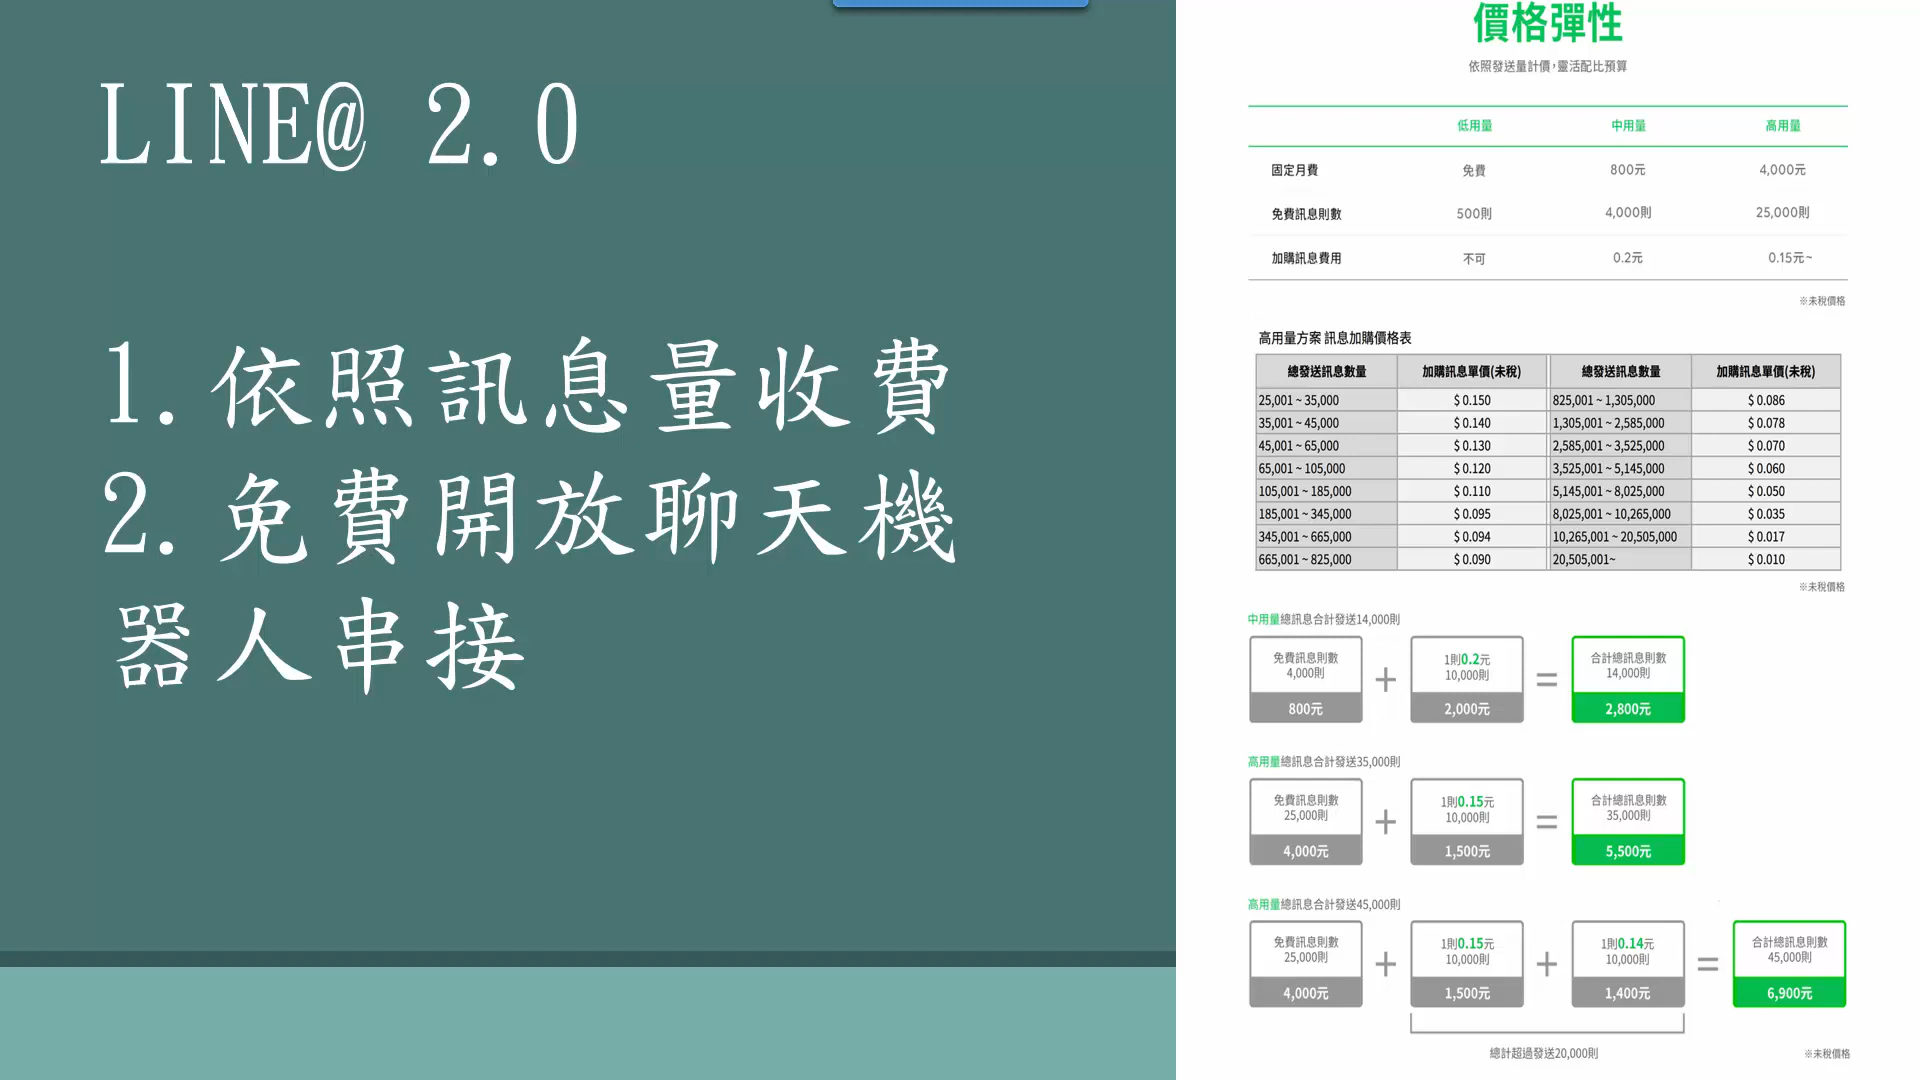 LINE@ 2.0
1.依照訊息量收費
2.免費開放聊天機
器人串接
價格彈性
依照發送量計價，靈活配比預算
低用量 中用量 高用量
固定月費 免費 800元 4,000元
免費訊息則數 500則 4,000則 25,000則
加購訊息費用 不可 0.2元 0.15元~
※未稅價格
高用量方案 訊息加購價格表
總發送訊息數量 加購訊息單價(未稅) 總發送訊息數量 加購訊息單價(未稅)
25,001 ~ 35,000 $ 0.150 825,001 ~ 1,305,000 $ 0.086
35,001 ~ 45,000 $ 0.140 1,305,001 ~ 2,585,000 $ 0.078
45,001 ~ 65,000 $ 0.130 2,585,001 ~ 3,525,000 $ 0.070
65,001 ~ 105,000 $ 0.120 3,525,001 ~ 5,145,000 $ 0.060
105,001 ~ 185,000 $ 0.110 5,145,001 ~ 8,025,000 $ 0.050
185,001 ~ 345,000 $ 0.095 8,025,001 ~ 10,265,000 $ 0.035
345,001 ~ 665,000 $ 0.094 10,265,001 ~ 20,505,000 $ 0.017
665,001 ~ 825,000 $ 0.090 20,505,001~ $ 0.010
※未稅價格
中用量總訊息合計發送14,000則
免費訊息則數 1則0.2元 合計總訊息則數
4,000則 + 10,000則 = 14,000則
800元 2,000元 2,800元
高用量總訊息合計發送35,000則
免費訊息則數 1則0.15元 合計總訊息則數
25,000則 + 10,000則 = 35,000則
4,000元 1,500元 5,500元
高用量總訊息合計發送45,000則
免費訊息則數 1則0.15元 1則0.14元 合計總訊息則數
25,000則 + 10,000則 + 10,000則 = 45,000則
4,000元 1,500元 1,400元 6,900元
總計超過發送20,000則
※未稅價格